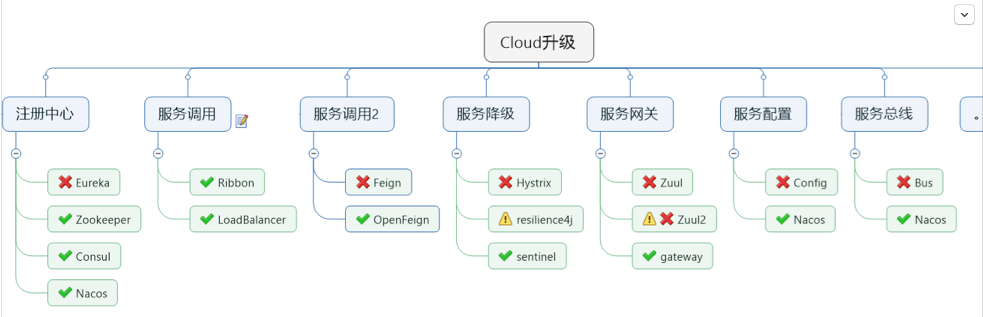 Cloud升级
注册中心
服务调用
服务调用2
服务降级
服务网关
服务配置
服务总线
。
Eureka
Zookeeper
Consul
Nacos
Ribbon
LoadBalancer
Feign
OpenFeign
Hystrix
resilience4j
sentinel
Zuul
Zuul2
gateway
Config
Nacos
Bus
Nacos